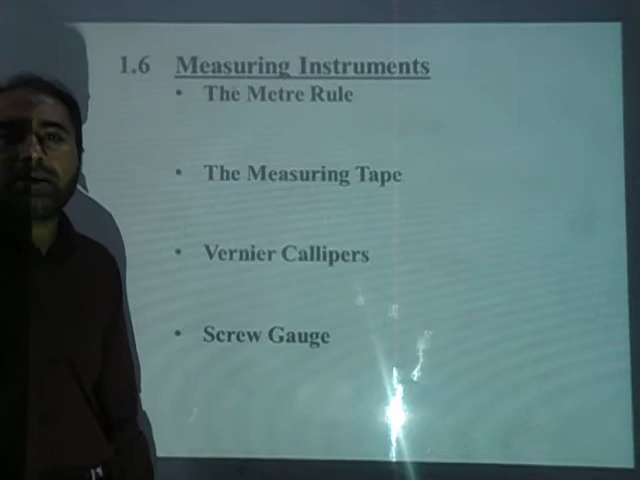 1.6 Measuring Instruments
• The Metre Rule
• The Measuring Tape
• Vernier Callipers
• Screw Gauge